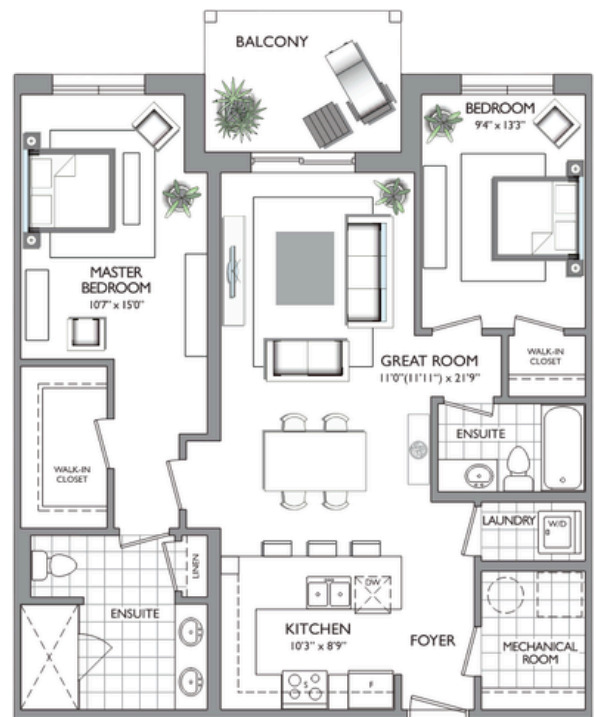 BALCONY
BEDROOM
9'4" x 13'3"
MASTER
BEDROOM
10'7" x 15'0"
GREAT ROOM
11'0"(11'11") x 21'9"
WALK-IN
CLOSET
ENSUITE
WALK-IN
CLOSET
LAUNDRY
W/D
LINEN
DW
ENSUITE
KITCHEN
10'3" x 8'9"
FOYER
MECHANICAL
ROOM
S
F